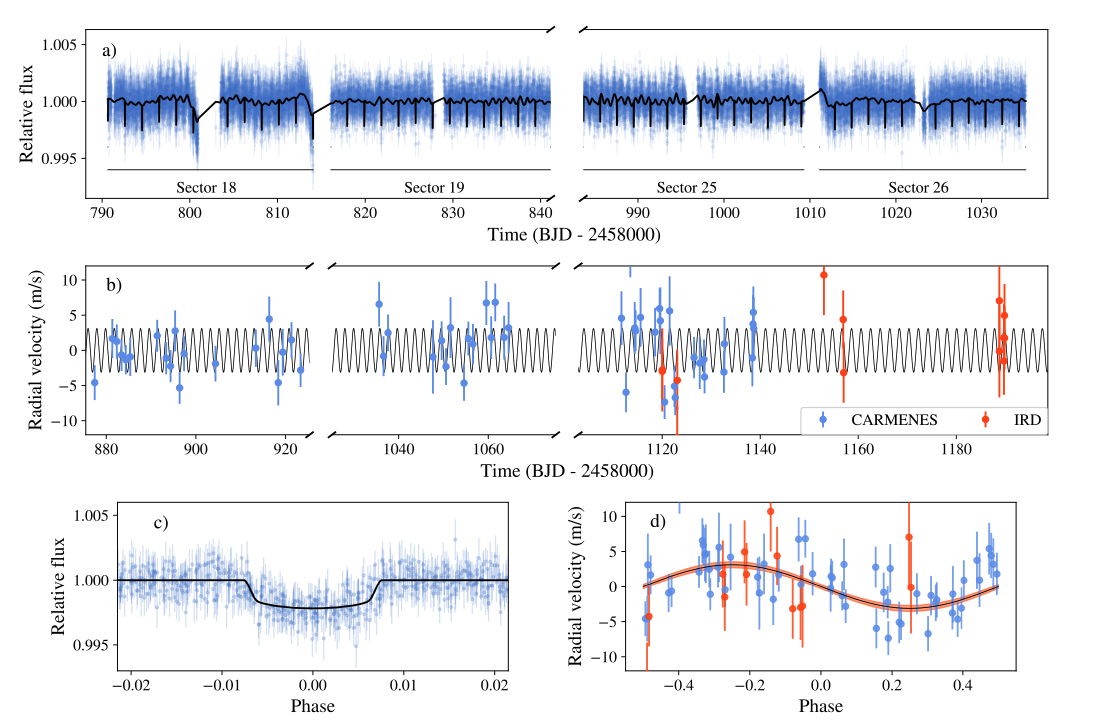 a)
Relative flux
1.005
1.000
0.995
Sector 18
Sector 19
Sector 25
Sector 26
790 800 810 820 830 840 990 1000 1010 1020 1030
Time (BJD - 2458000)
b)
Radial velocity (m/s)
10
5
0
−5
−10
CARMENES
IRD
880 900 920 1040 1060 1120 1140 1160 1180
Time (BJD - 2458000)
c)
Relative flux
1.005
1.000
0.995
−0.02 −0.01 0.00 0.01 0.02
Phase
d)
Radial velocity (m/s)
10
5
0
−5
−10
−0.4 −0.2 0.0 0.2 0.4
Phase